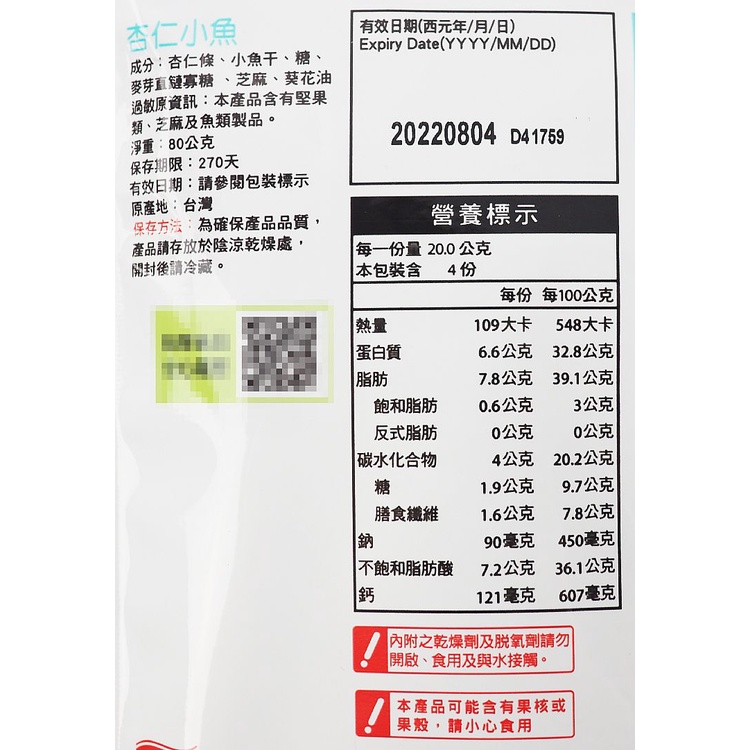 杏仁小魚
成分：杏仁條、小魚干、糖、
麥芽直鏈寡糖、芝麻、葵花油
過敏原資訊：本產品含有堅果
類、芝麻及魚類製品。
淨重：80公克
保存期限：270天
有效日期：請參閱包裝標示
原產地：台灣
保存方法：為確保產品品質，
產品請存放於陰涼乾燥處，
開封後請冷藏。
有效日期(西元年/月/日)
Expiry Date(YYYY/MM/DD)
20220804 D41759
營養標示
每一份量 20.0 公克
本包裝含 4 份
每份 每100公克
熱量 109大卡 548大卡
蛋白質 6.6公克 32.8公克
脂肪 7.8公克 39.1公克
飽和脂肪 0.6公克 3公克
反式脂肪 0公克 0公克
碳水化合物 4公克 20.2公克
糖 1.9公克 9.7公克
膳食纖維 1.6公克 7.8公克
鈉 90毫克 450毫克
不飽和脂肪酸 7.2公克 36.1公克
鈣 121毫克 607毫克
內附之乾燥劑及脱氧劑請勿
開啟、食用及與水接觸。
本產品可能含有果核或
果殼，請小心食用